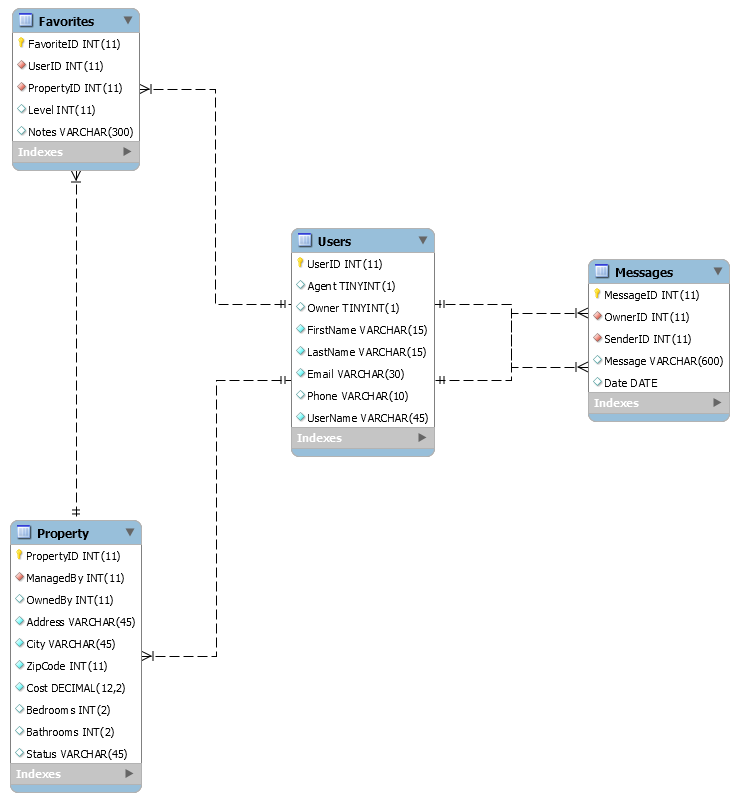 Favorites
FavoriteID INT(11)
UserID INT(11)
PropertyID INT(11)
Level INT(11)
Notes VARCHAR(300)
Indexes
Users
UserID INT(11)
Agent TINYINT(1)
Owner TINYINT(1)
FirstName VARCHAR(15)
LastName VARCHAR(15)
Email VARCHAR(30)
Phone VARCHAR(10)
UserName VARCHAR(45)
Indexes
Messages
MessageID INT(11)
OwnerID INT(11)
SenderID INT(11)
Message VARCHAR(600)
Date DATE
Indexes
Property
PropertyID INT(11)
ManagedBy INT(11)
OwnedBy INT(11)
Address VARCHAR(45)
City VARCHAR(45)
ZipCode INT(11)
Cost DECIMAL(12,2)
Bedrooms INT(2)
Bathrooms INT(2)
Status VARCHAR(45)
Indexes